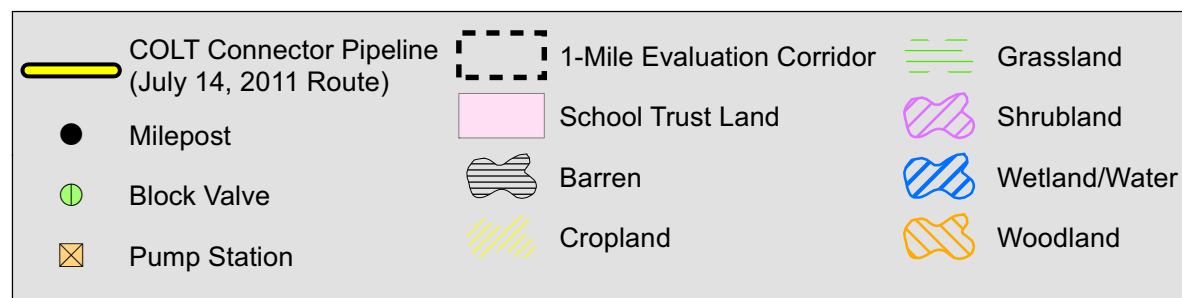 COLT Connector Pipeline
(July 14, 2011 Route)
Milepost
Block Valve
Pump Station
1-Mile Evaluation Corridor
School Trust Land
Barren
Cropland
Grassland
Shrubland
Wetland/Water
Woodland